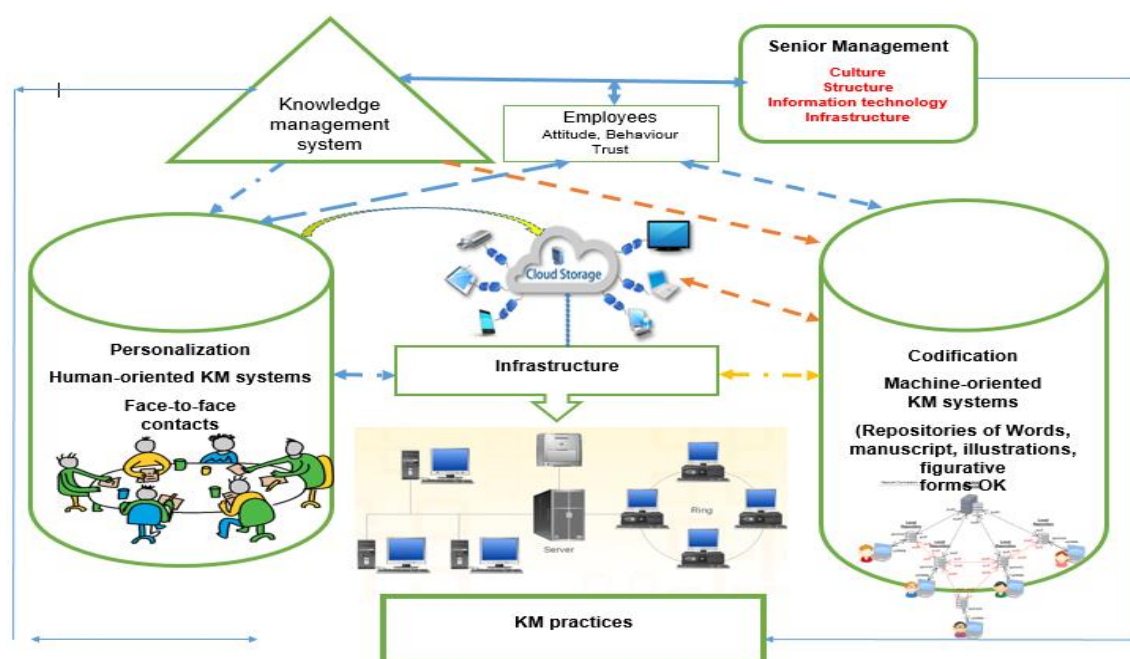 Senior Management
Culture
Structure
Information technology
Infrastructure
Knowledge
management
system
Employees
Attitude, Behaviour
Trust
Cloud Storage
Personalization
Human-oriented KM systems
Face-to-face
contacts
Infrastructure
Codification
Machine-oriented
KM systems
(Repositories of Words,
manuscript, illustrations,
figurative
forms OK
Server
Ring
KM practices